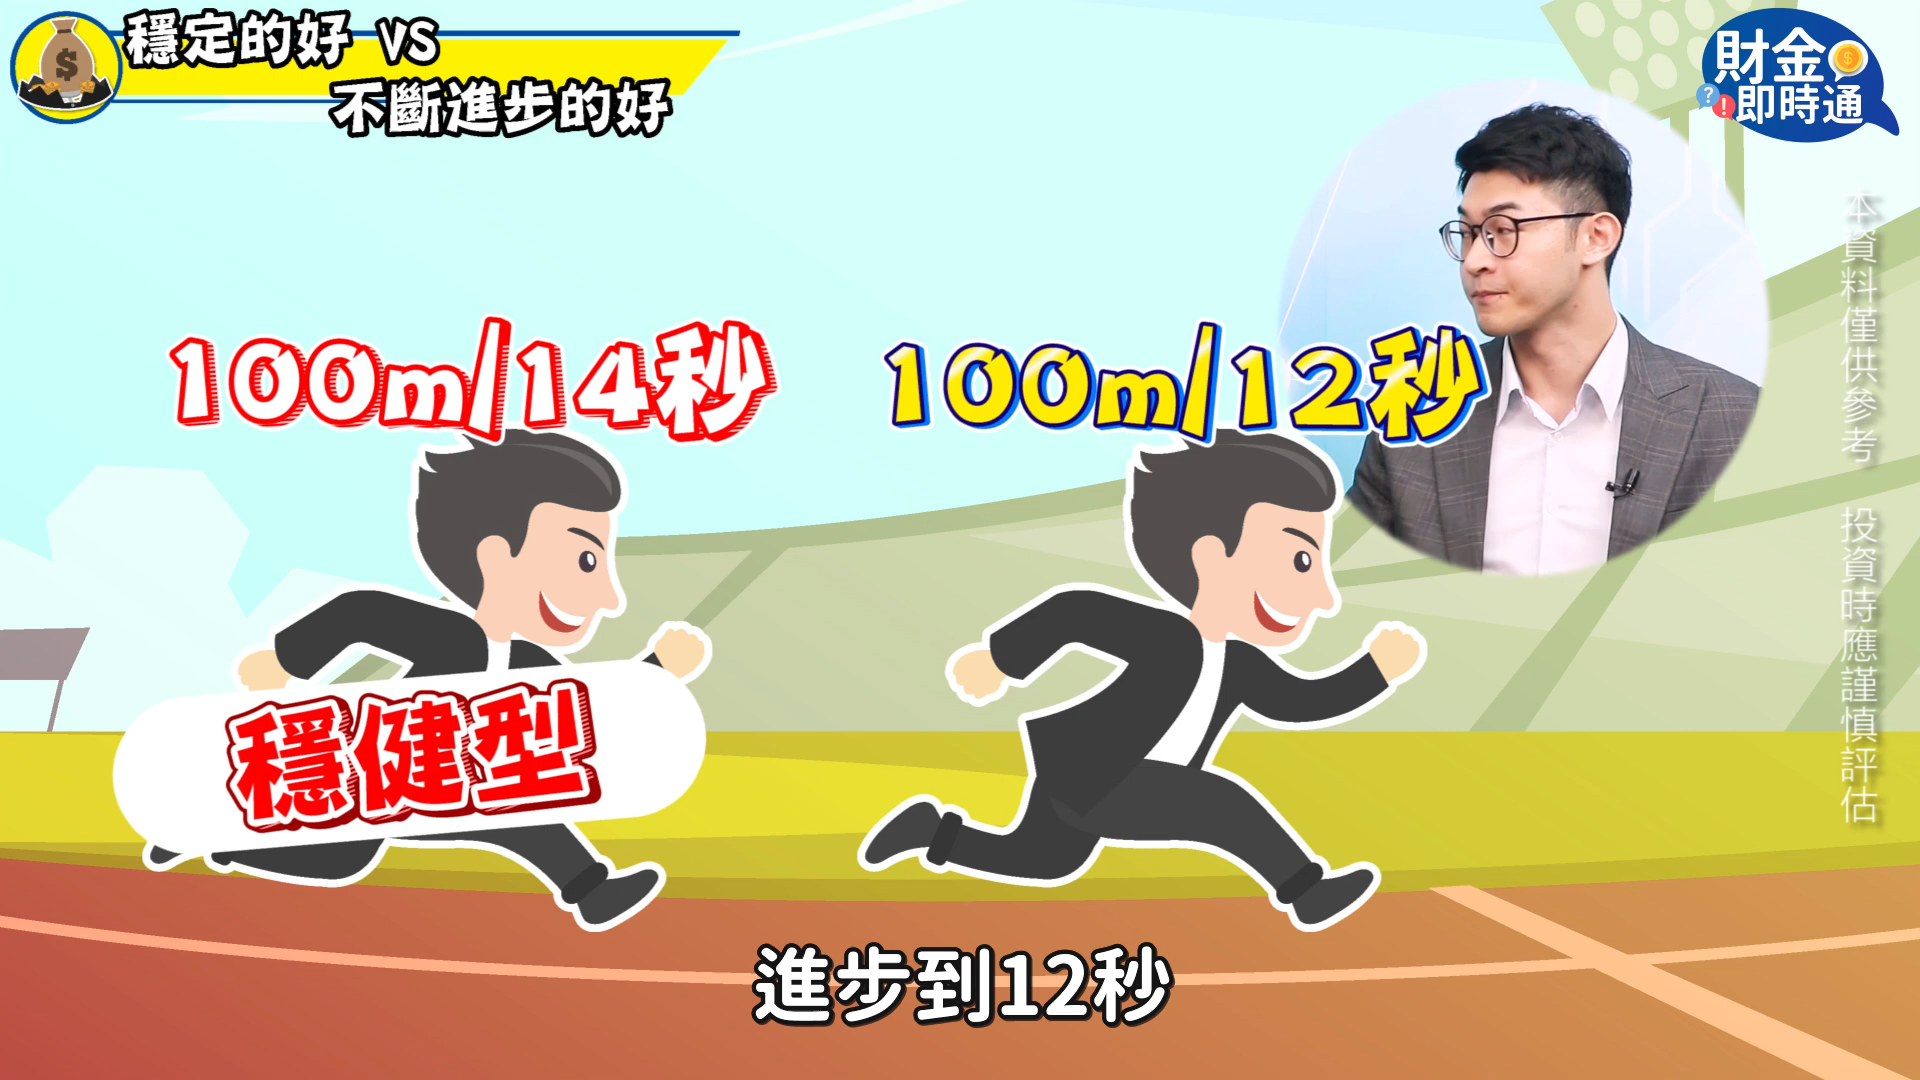 穩定的好 VS
不斷進步的好
財金
即時通
本資料僅供參考 投資時應謹慎評估
100m/14秒
100m/12秒
穩健型
進步到12秒